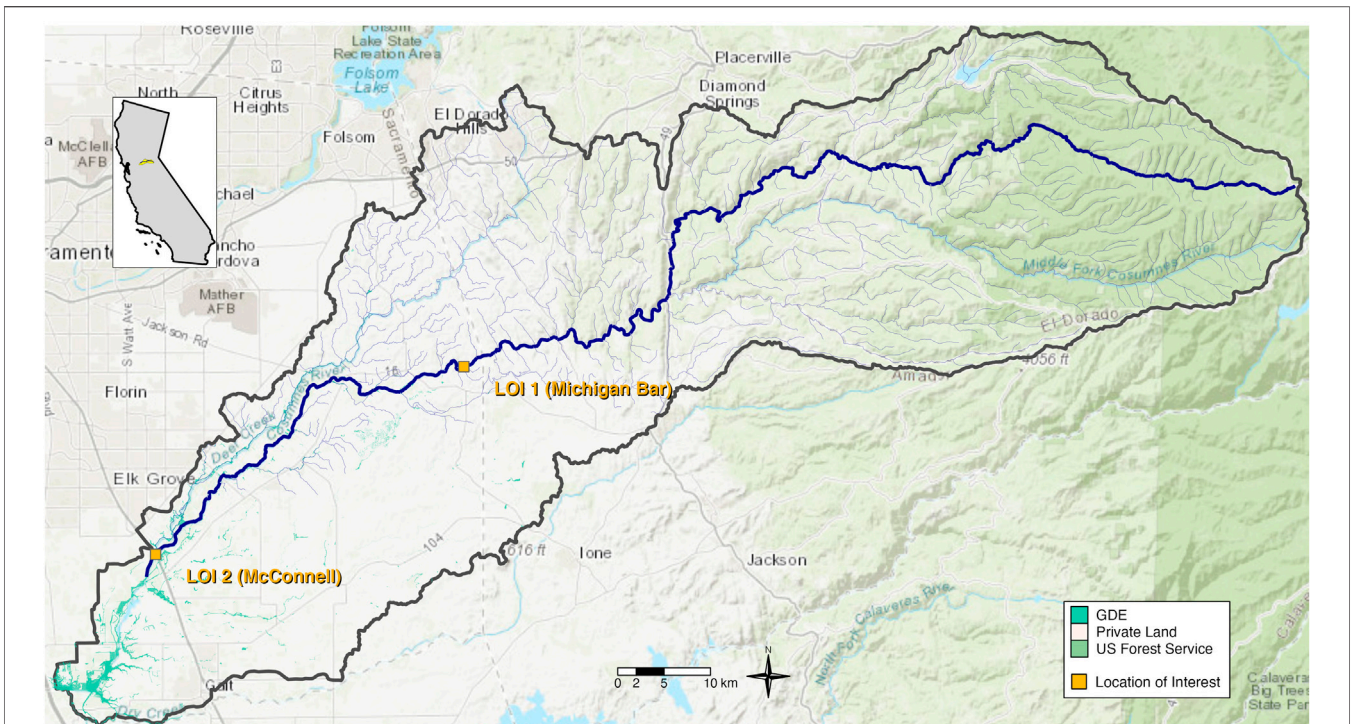 Roseville
Folsom
Lake State
Recreation Area
Folsom
Lake
Placerville
Diamond
Springs
North
Citrus
Heights
El Dorado
Hills
Folsom
Sacramento
49
50
AFB
Mather
AFB
Jackson Rd
S Watt Ave
Middle Fork Cosumnes River
El Dorado
4056 ft
Florin
16
LOI 1 (Michigan Bar)
Deer Creek
Cosumnes River
Elk Grove
104
616 ft
Ione
Jackson
LOI 2 (McConnell)
North Fork Calaveras River
GDE
Private Land
US Forest Service
Location of Interest
N
0 2 5 10 km
Galt
Dry Creek
Calaveras
Big Trees
State Par